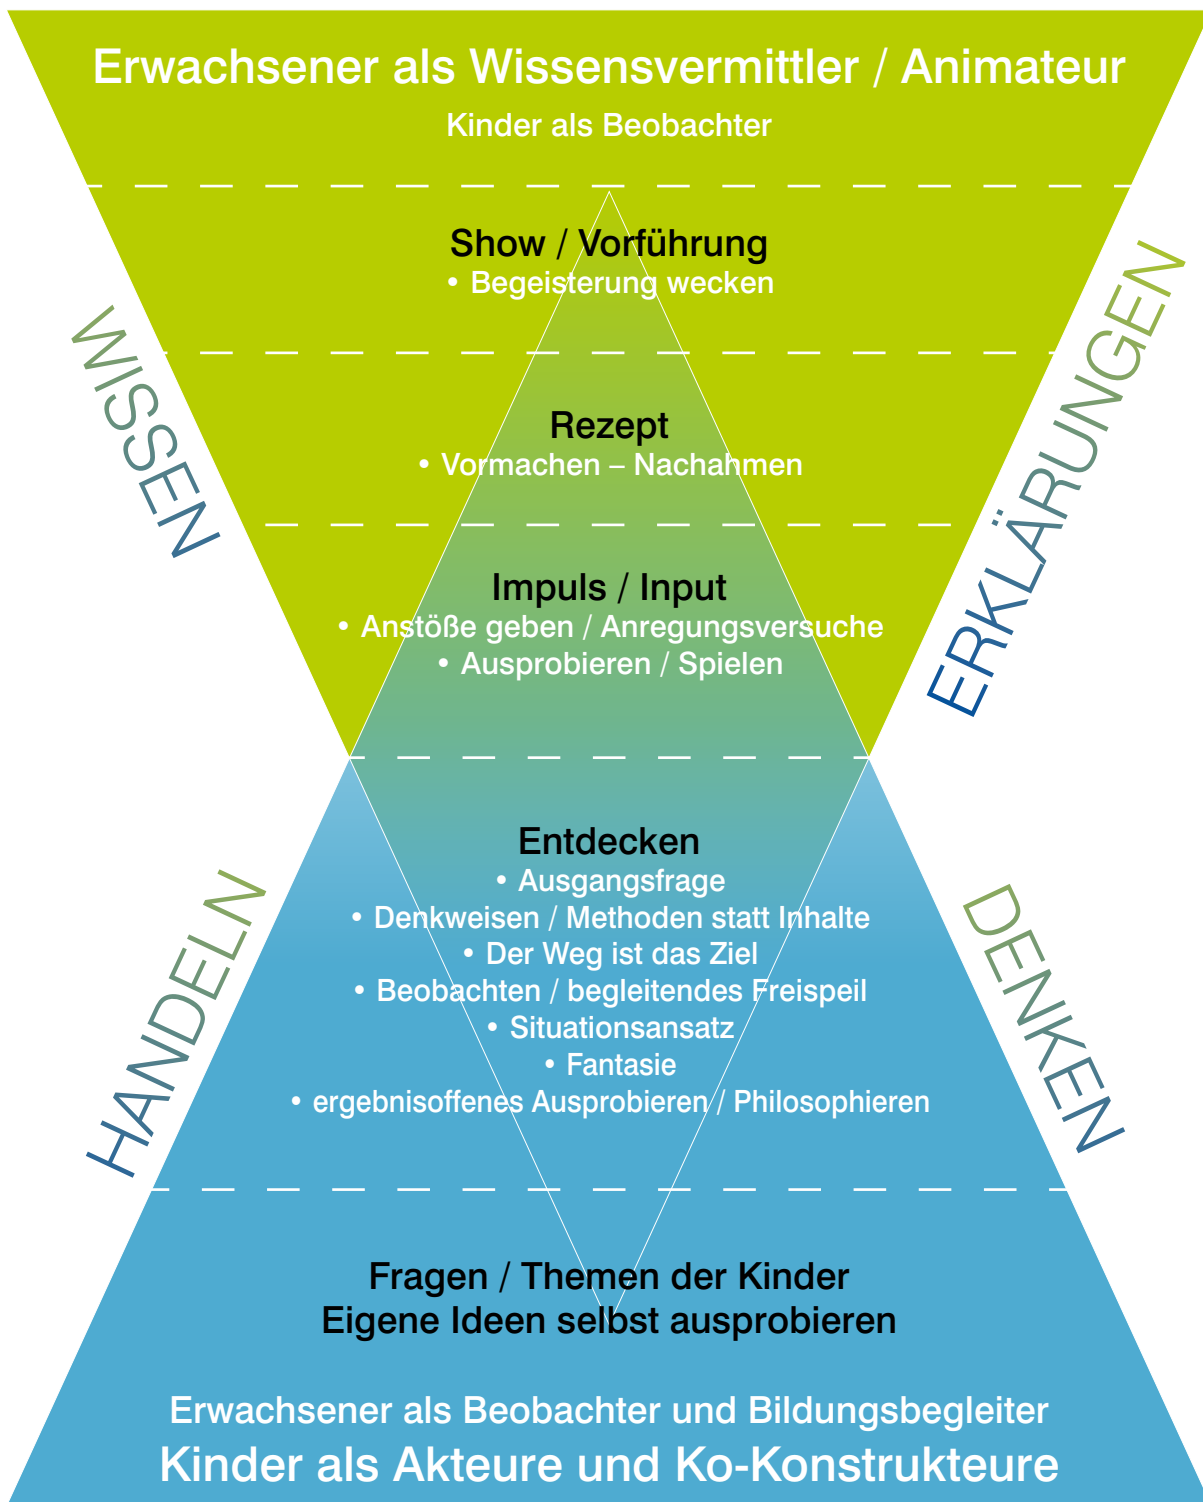 Erwachsener als Wissensvermittler / Animateur
Kinder als Beobachter
Show / Vorführung
• Begeisterung wecken
WISSEN
ERKLÄRUNGEN
Rezept
• Vormachen – Nachahmen
Impuls / Input
• Anstöße geben / Anregungsversuche
• Ausprobieren / Spielen
Entdecken
• Ausgangsfrage
• Denkweisen / Methoden statt Inhalte
• Der Weg ist das Ziel
• Beobachten / begleitendes Freispeil
• Situationsansatz
• Fantasie
• ergebnisoffenes Ausprobieren / Philosophieren
HANDELN
DENKEN
Fragen / Themen der Kinder
Eigene Ideen selbst ausprobieren
Erwachsener als Beobachter und Bildungsbegleiter
Kinder als Akteure und Ko-Konstrukteure